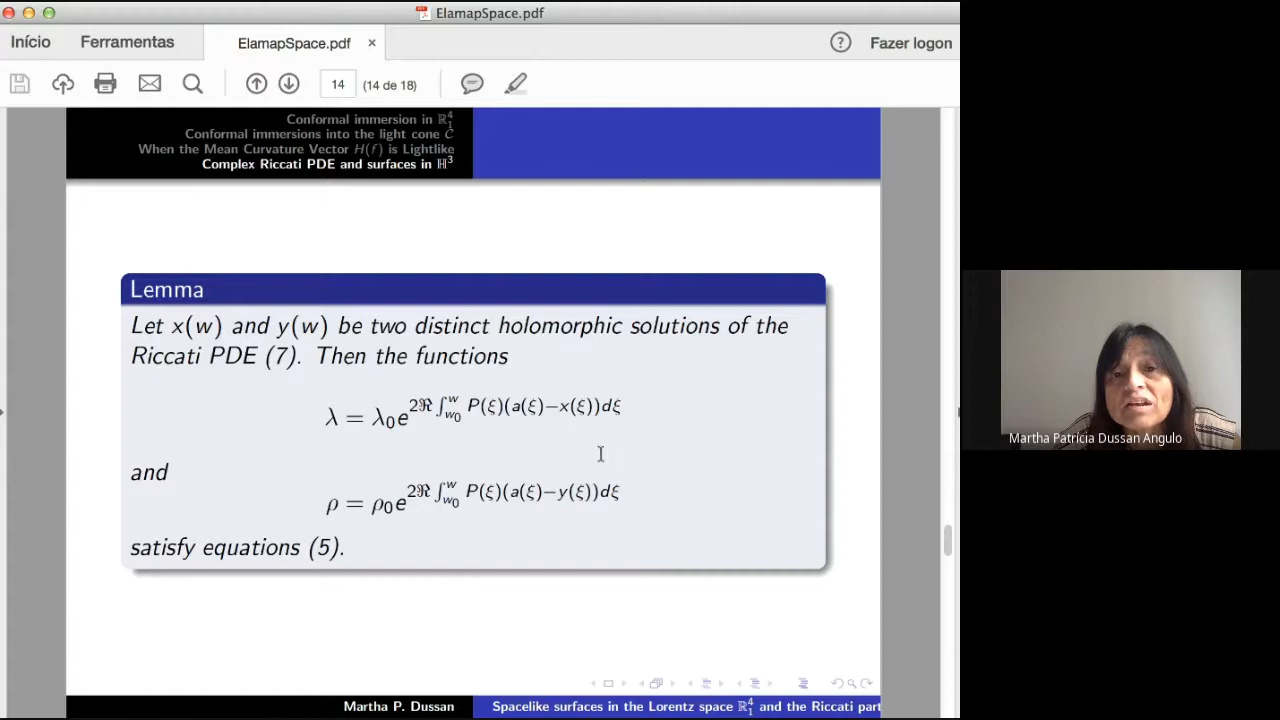 ElamapSpace.pdf
Início Ferramentas ElamapSpace.pdf × ? Fazer logon
14 (14 de 18)
Conformal immersion in ℝ⁴₁
Conformal immersions into the light cone C
When the Mean Curvature Vector H(f) is Lightlike
Complex Riccati PDE and surfaces in ℍ³
Lemma
Let x(w) and y(w) be two distinct holomorphic solutions of the
Riccati PDE (7). Then the functions
λ = λ₀e^{2ℜ ∫_{w₀}^{w} P(ξ)(a(ξ)−x(ξ))dξ}
and
ρ = ρ₀e^{2ℜ ∫_{w₀}^{w} P(ξ)(a(ξ)−y(ξ))dξ}
satisfy equations (5).
Martha Patrícia Dussan Angulo
Martha P. Dussan Spacelike surfaces in the Lorentz space ℝ⁴₁ and the Riccati part